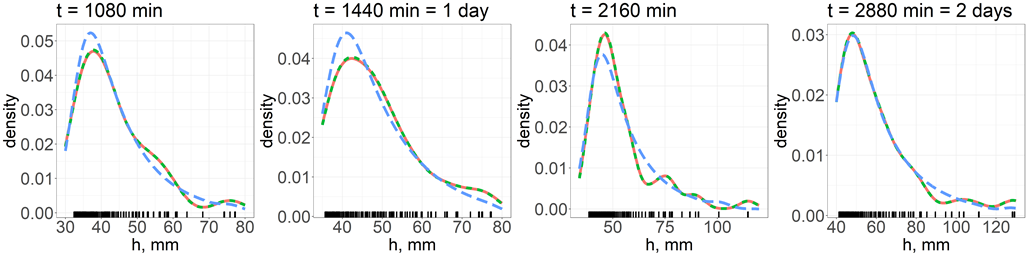 t = 1080 min
density
0.05
0.04
0.03
0.02
0.01
0.00
30 40 50 60 70 80
h, mm
t = 1440 min = 1 day
density
0.04
0.03
0.02
0.01
0.00
40 50 60 70 80
h, mm
t = 2160 min
density
0.04
0.03
0.02
0.01
0.00
50 75 100
h, mm
t = 2880 min = 2 days
density
0.03
0.02
0.01
0.00
40 60 80 100 120
h, mm